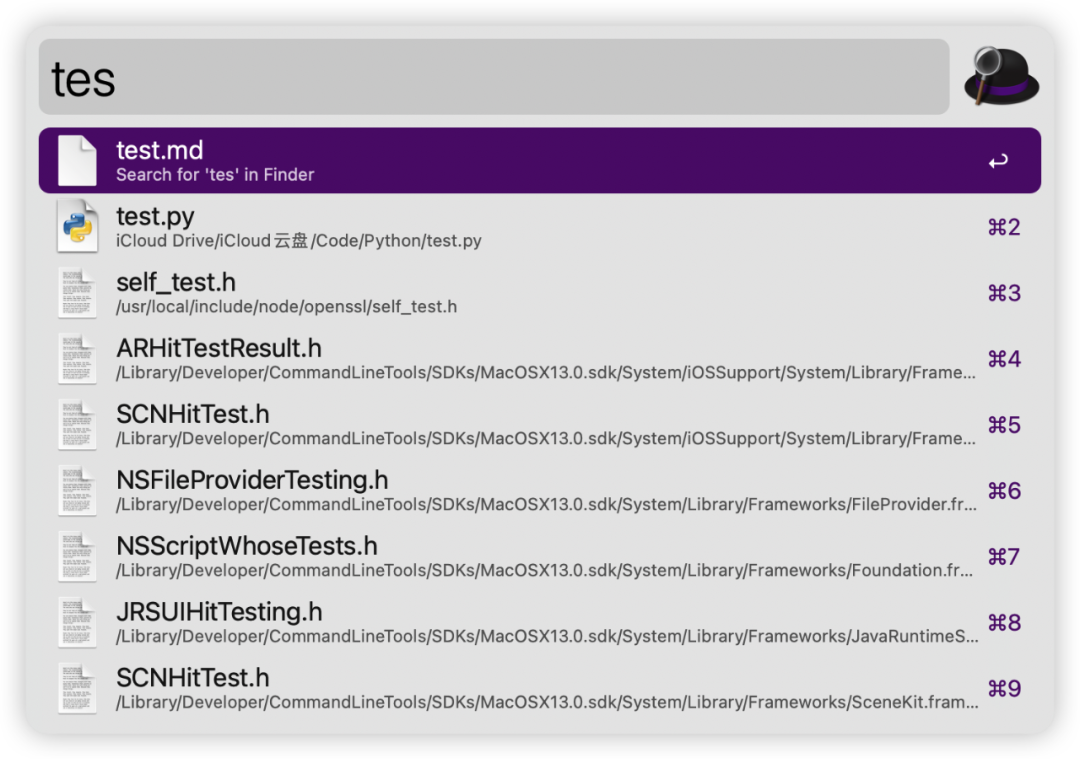 tes
test.md
Search for 'tes' in Finder
test.py
iCloud Drive/iCloud 云盘/Code/Python/test.py
⌘2
self_test.h
/usr/local/include/node/openssl/self_test.h
⌘3
ARHitTestResult.h
/Library/Developer/CommandLineTools/SDKs/MacOSX13.0.sdk/System/iOSSupport/System/Library/Frame...
⌘4
SCNHitTest.h
/Library/Developer/CommandLineTools/SDKs/MacOSX13.0.sdk/System/iOSSupport/System/Library/Frame...
⌘5
NSFileProviderTesting.h
/Library/Developer/CommandLineTools/SDKs/MacOSX13.0.sdk/System/Library/Frameworks/FileProvider.fr...
⌘6
NSScriptWhoseTests.h
/Library/Developer/CommandLineTools/SDKs/MacOSX13.0.sdk/System/Library/Frameworks/Foundation.fr...
⌘7
JRSUIHitTesting.h
/Library/Developer/CommandLineTools/SDKs/MacOSX13.0.sdk/System/Library/Frameworks/JavaRuntimeS...
⌘8
SCNHitTest.h
/Library/Developer/CommandLineTools/SDKs/MacOSX13.0.sdk/System/Library/Frameworks/SceneKit.fram...
⌘9